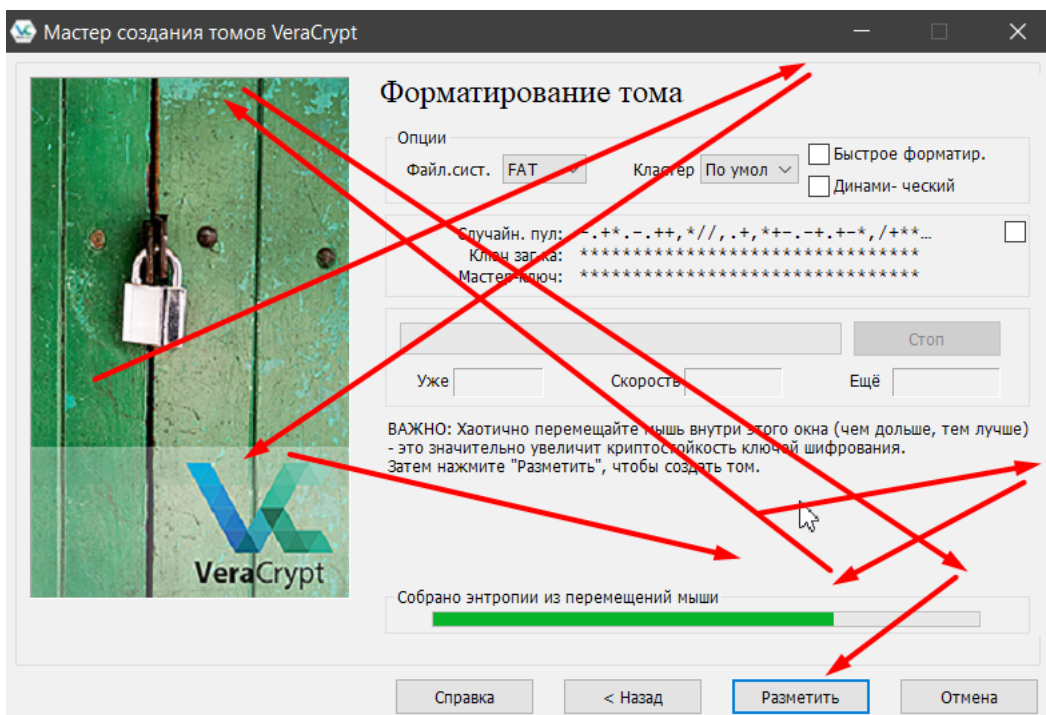 Мастер создания томов VeraCrypt
Форматирование тома
Опции
Файл.сист. FAT Кластер По умол Быстрое форматир.
Динами- ческий
Случайн. пул: -.+*.-.++,*//,.+,*+-.-+.+-*,/+**...
Ключ заг-ка: ********************************
Мастер-ключ: ********************************
Стоп
Уже Скорость Ещё
ВАЖНО: Хаотично перемещайте мышь внутри этого окна (чем дольше, тем лучше)
- это значительно увеличит криптостойкость ключей шифрования.
Затем нажмите "Разметить", чтобы создать том.
VeraCrypt
Собрано энтропии из перемещений мыши
Справка < Назад Разметить Отмена